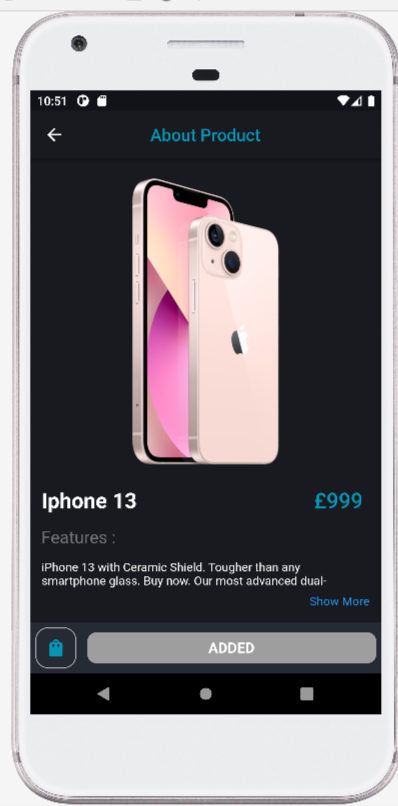 10:51
About Product
Iphone 13
£999
Features :
iPhone 13 with Ceramic Shield. Tougher than any
smartphone glass. Buy now. Our most advanced dual-
Show More
ADDED